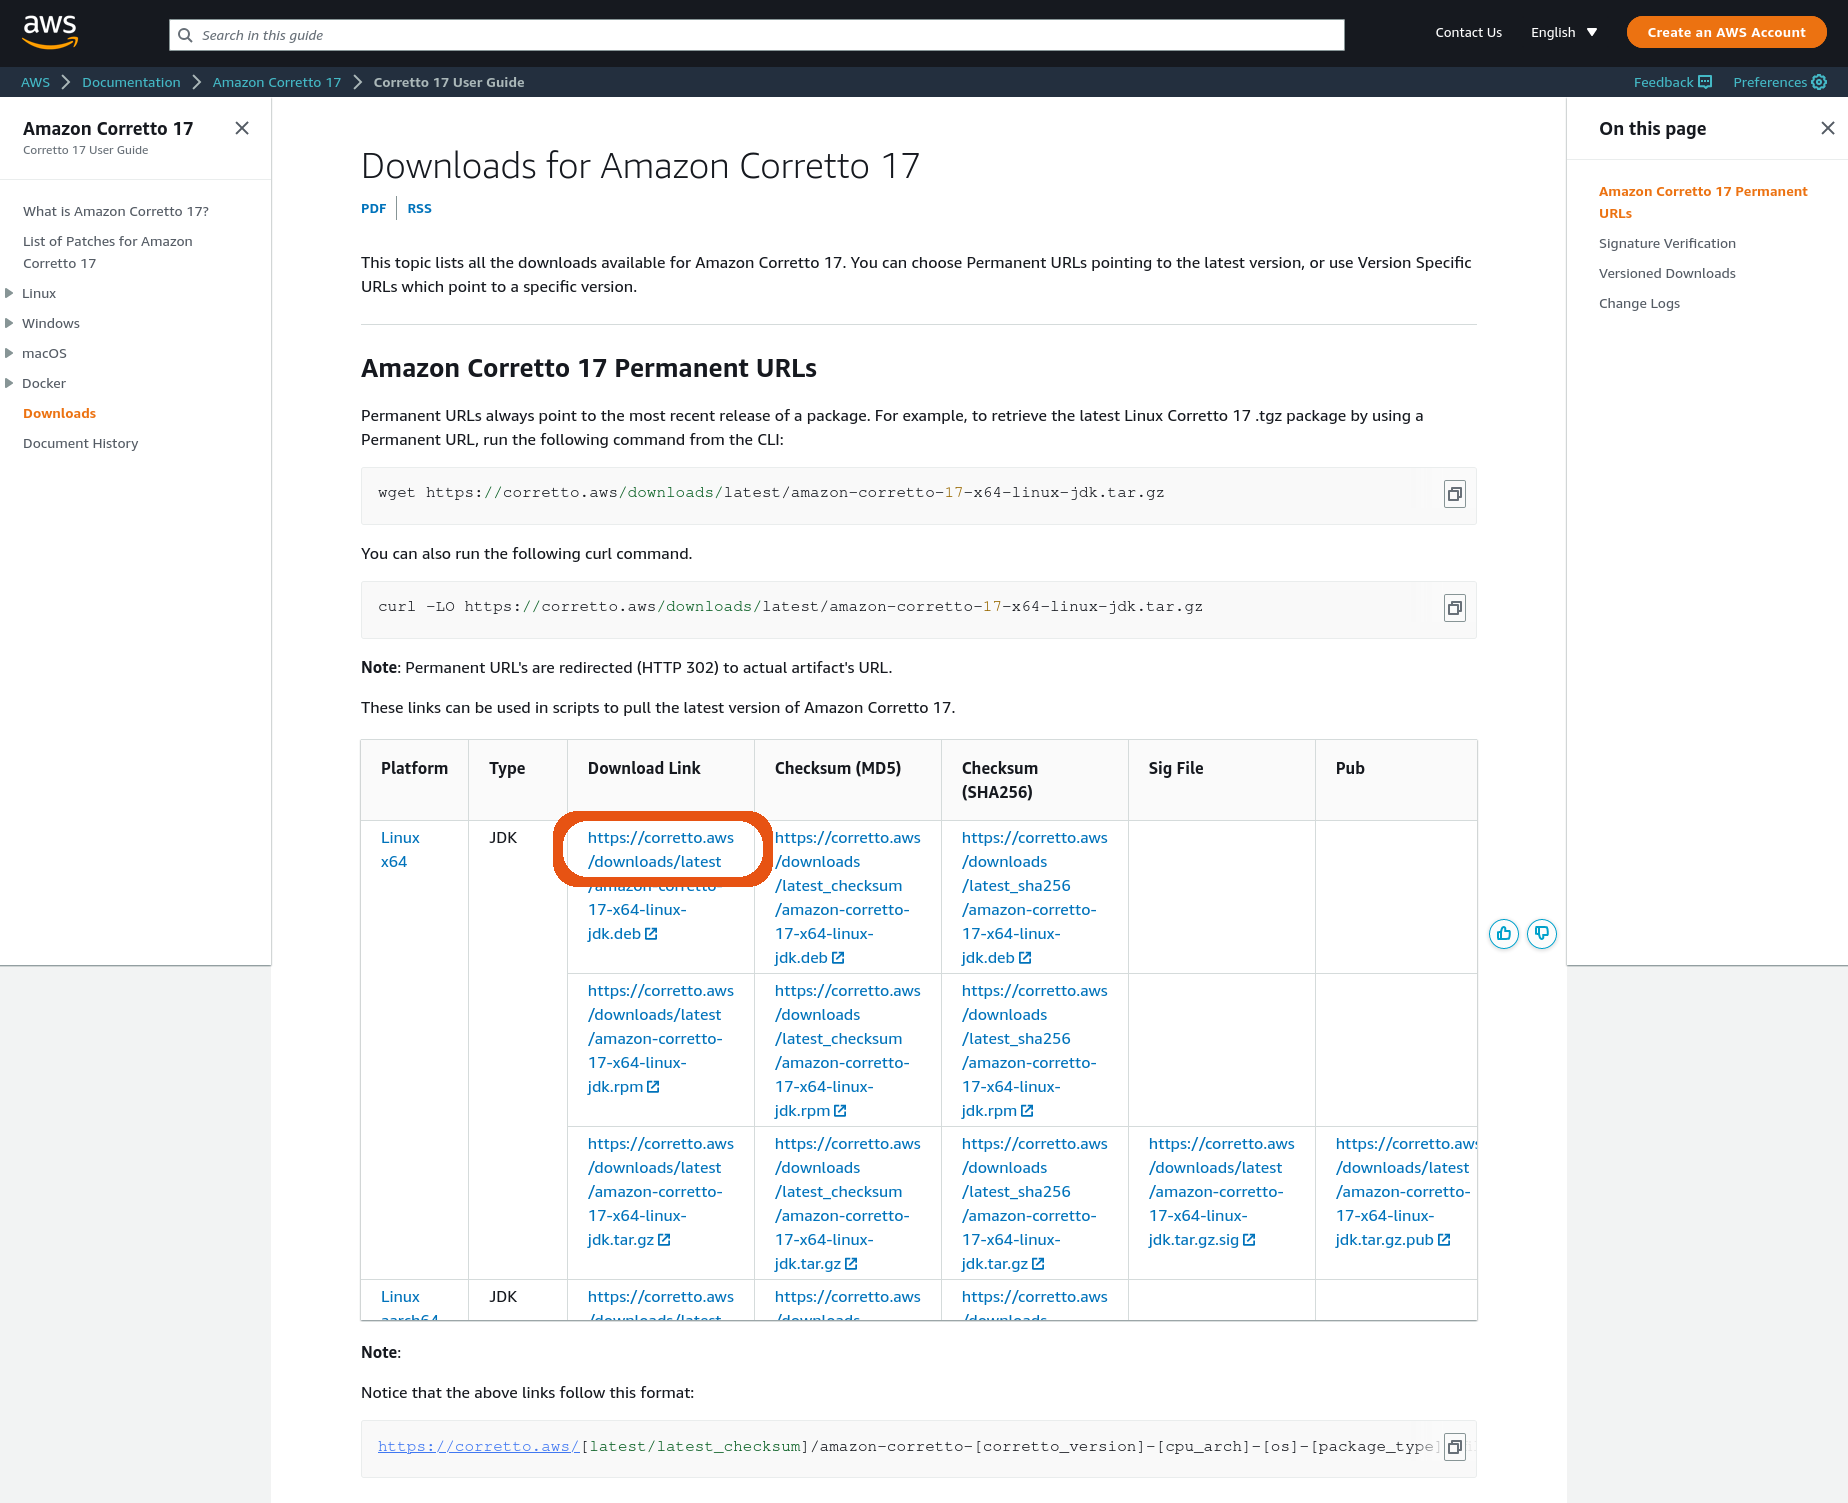 aws
Search in this guide
Contact Us
English
Create an AWS Account
AWS
Documentation
Amazon Corretto 17
Corretto 17 User Guide
Feedback
Preferences
Amazon Corretto 17
Corretto 17 User Guide
What is Amazon Corretto 17?
List of Patches for Amazon
Corretto 17
Linux
Windows
macOS
Docker
Downloads
Document History
Downloads for Amazon Corretto 17
PDF
RSS
This topic lists all the downloads available for Amazon Corretto 17. You can choose Permanent URLs pointing to the latest version, or use Version Specific
URLs which point to a specific version.
Amazon Corretto 17 Permanent URLs
Permanent URLs always point to the most recent release of a package. For example, to retrieve the latest Linux Corretto 17 .tgz package by using a
Permanent URL, run the following command from the CLI:
wget https://corretto.aws/downloads/latest/amazon-corretto-17-x64-linux-jdk.tar.gz
You can also run the following curl command.
curl -LO https://corretto.aws/downloads/latest/amazon-corretto-17-x64-linux-jdk.tar.gz
Note: Permanent URL's are redirected (HTTP 302) to actual artifact's URL.
These links can be used in scripts to pull the latest version of Amazon Corretto 17.
Platform
Type
Download Link
Checksum (MD5)
Checksum
(SHA256)
Sig File
Pub
Linux
x64
JDK
https://corretto.aws
/downloads/latest
/amazon-corretto-
17-x64-linux-
jdk.deb
https://corretto.aws
/downloads
/latest_checksum
/amazon-corretto-
17-x64-linux-
jdk.deb
https://corretto.aws
/downloads
/latest_sha256
/amazon-corretto-
17-x64-linux-
jdk.deb
https://corretto.aws
/downloads/latest
/amazon-corretto-
17-x64-linux-
jdk.rpm
https://corretto.aws
/downloads
/latest_checksum
/amazon-corretto-
17-x64-linux-
jdk.rpm
https://corretto.aws
/downloads
/latest_sha256
/amazon-corretto-
17-x64-linux-
jdk.rpm
https://corretto.aws
/downloads/latest
/amazon-corretto-
17-x64-linux-
jdk.tar.gz
https://corretto.aws
/downloads
/latest_checksum
/amazon-corretto-
17-x64-linux-
jdk.tar.gz
https://corretto.aws
/downloads
/latest_sha256
/amazon-corretto-
17-x64-linux-
jdk.tar.gz
https://corretto.aws
/downloads/latest
/amazon-corretto-
17-x64-linux-
jdk.tar.gz.sig
https://corretto.aws
/downloads/latest
/amazon-corretto-
17-x64-linux-
jdk.tar.gz.pub
Linux
aarch64
JDK
https://corretto.aws
/downloads/latest
https://corretto.aws
/downloads
https://corretto.aws
/downloads
Note:
Notice that the above links follow this format:
https://corretto.aws/[latest/latest_checksum]/amazon-corretto-[corretto_version]-[cpu_arch]-[os]-[package_type]
On this page
Amazon Corretto 17 Permanent
URLs
Signature Verification
Versioned Downloads
Change Logs